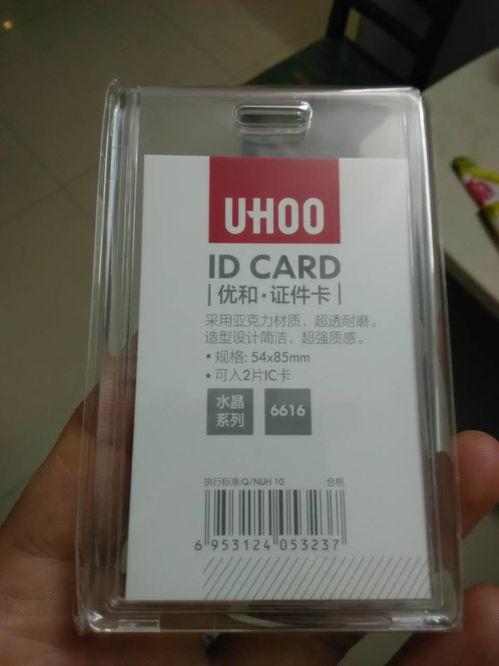 UHOO
ID CARD
优和·证件卡
采用亚克力材质，超透耐磨。
造型设计简洁，超强质感。
• 规格: 54x85mm
• 可入2片IC卡
水晶
系列
6616
执行标准:Q/NUH 10 合格
6 953124 053237